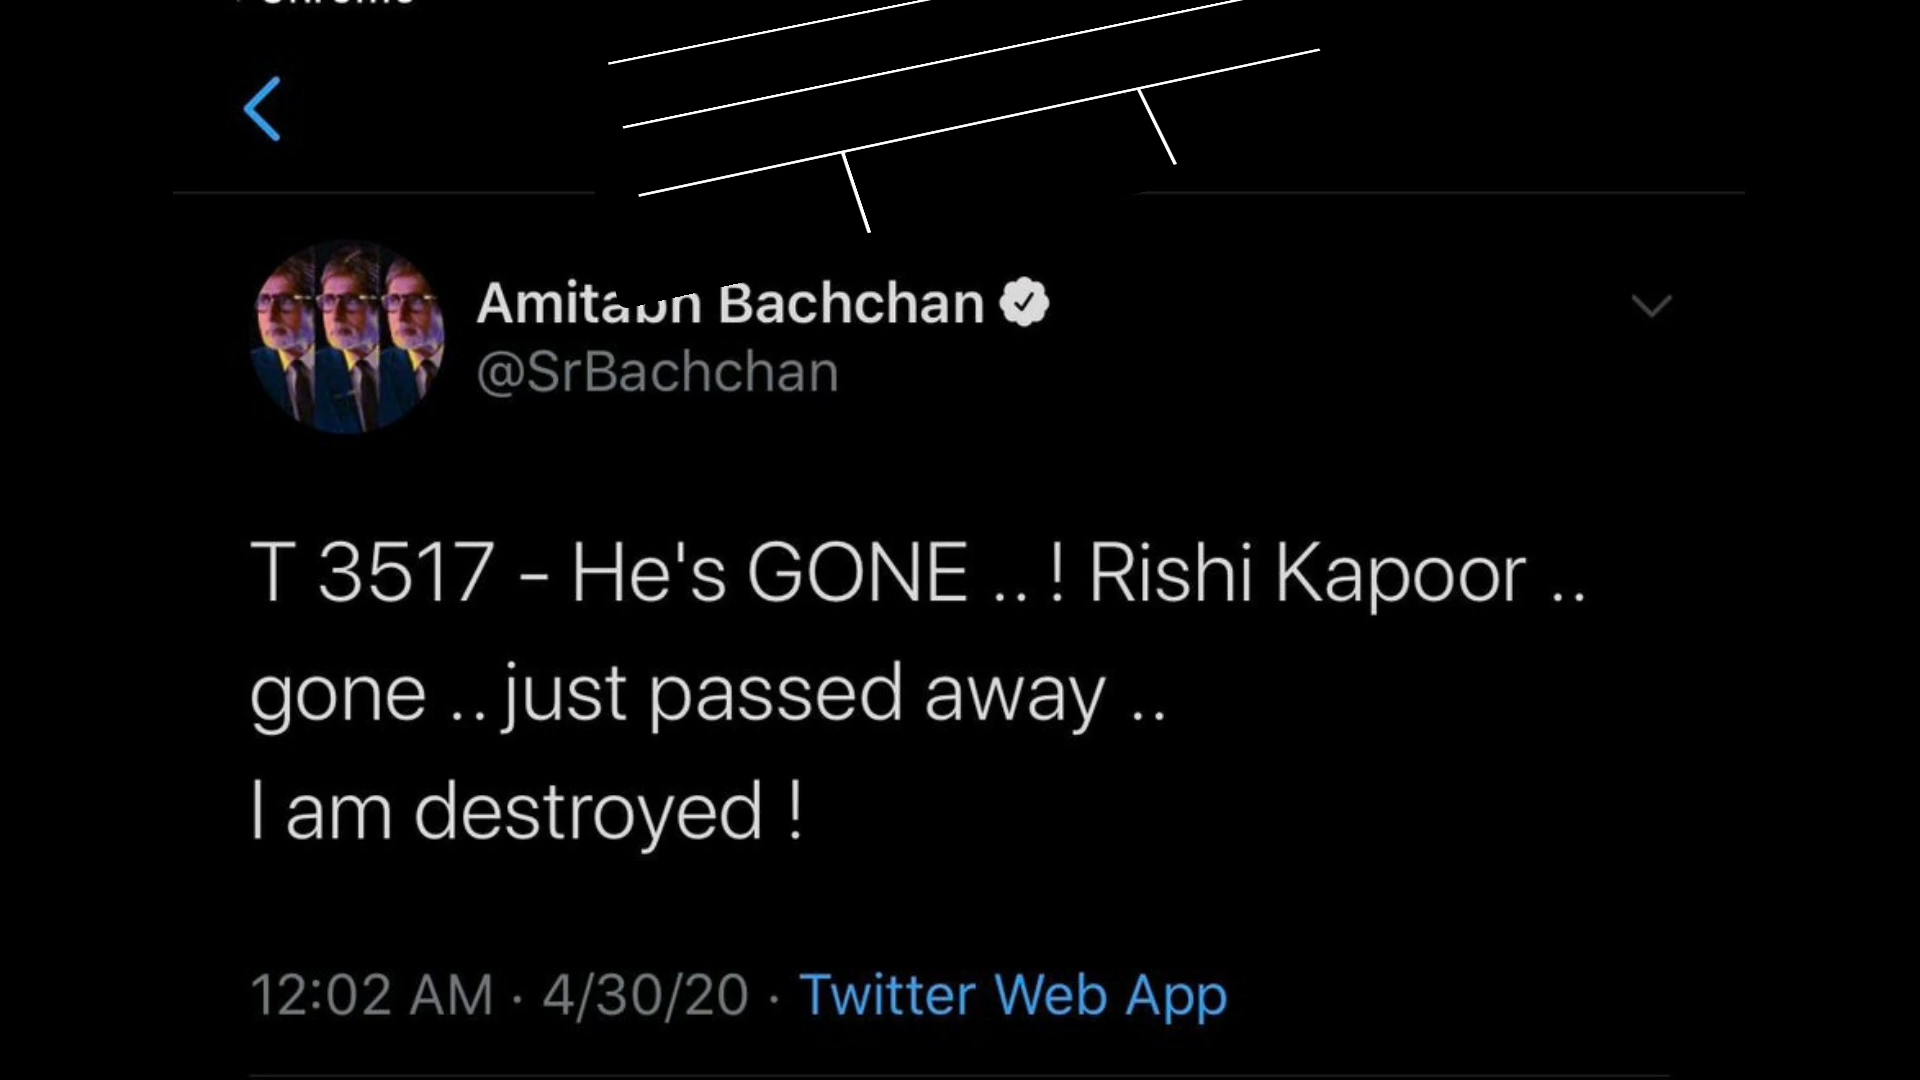 Amitabh Bachchan
@SrBachchan
T 3517 - He's GONE .. ! Rishi Kapoor ..
gone .. just passed away ..
I am destroyed !
12:02 AM · 4/30/20 · Twitter Web App